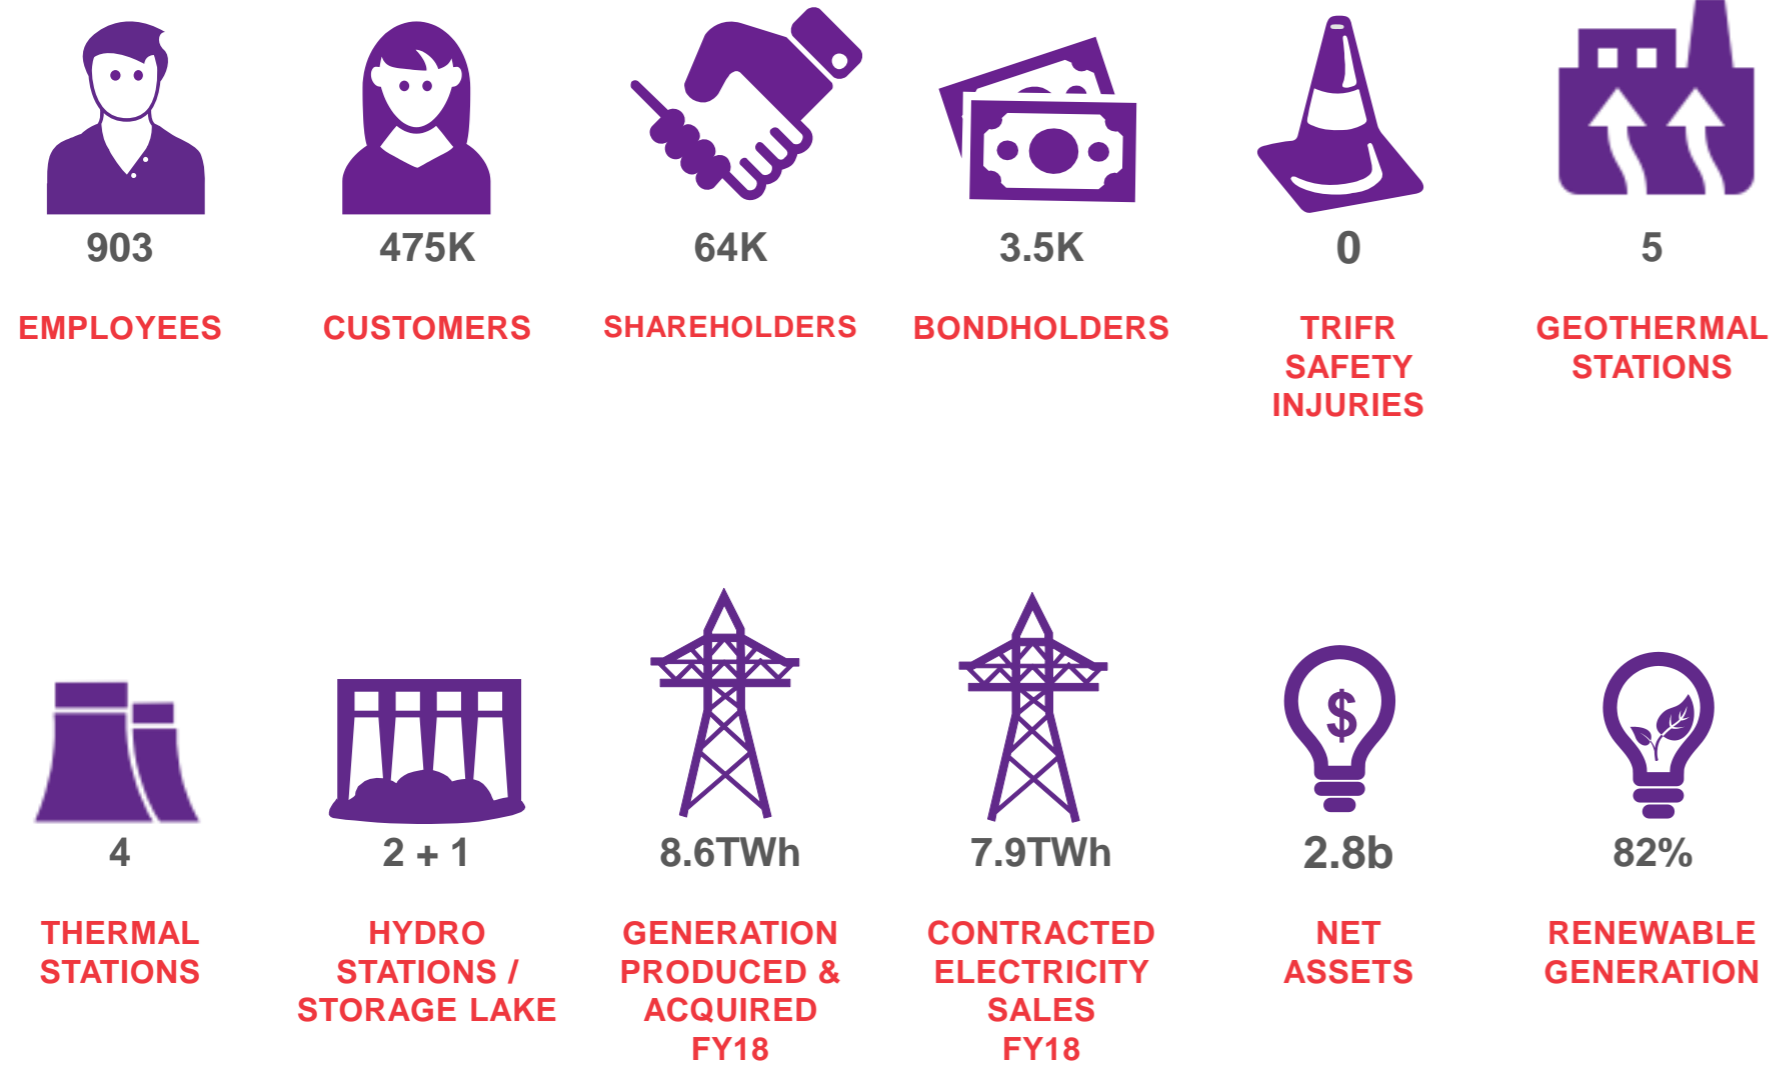 903
EMPLOYEES
475K
CUSTOMERS
64K
SHAREHOLDERS
3.5K
BONDHOLDERS
0
TRIFR
SAFETY
INJURIES
5
GEOTHERMAL
STATIONS
4
THERMAL
STATIONS
2 + 1
HYDRO
STATIONS /
STORAGE LAKE
8.6TWh
GENERATION
PRODUCED &
ACQUIRED
FY18
7.9TWh
CONTRACTED
ELECTRICITY
SALES
FY18
$
2.8b
NET
ASSETS
82%
RENEWABLE
GENERATION